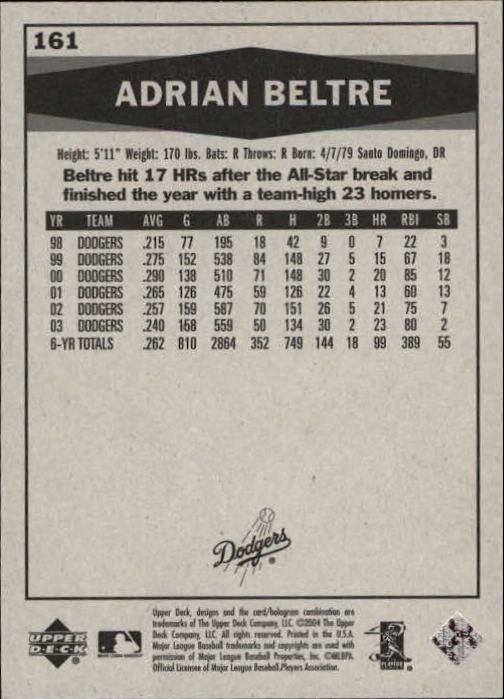 161
ADRIAN BELTRE
Height: 5'11" Weight: 170 lbs. Bats: R Throws: R Born: 4/7/79 Santo Domingo, DR
Beltre hit 17 HRs after the All-Star break and
finished the year with a team-high 23 homers.
YR TEAM AVG G AB R H 2B 3B HR RBI SB
98 DODGERS .215 77 195 18 42 9 0 7 22 3
99 DODGERS .275 152 538 84 148 27 5 15 67 18
00 DODGERS .290 138 510 71 148 30 2 20 85 12
01 DODGERS .265 126 475 59 126 22 4 13 60 13
02 DODGERS .257 159 587 70 151 26 5 21 75 7
03 DODGERS .240 158 559 50 134 30 2 23 80 2
6-YR TOTALS .262 810 2864 352 749 144 18 99 389 55
Dodgers
Upper Deck, designs and the card/hologram combination are
trademarks of The Upper Deck Company, LLC. ©2004 The Upper
Deck Company, LLC. All rights reserved. Printed in the U.S.A.
Major League Baseball trademarks and copyrights are used with
permission of Major League Baseball Properties, Inc. ©MLBPA.
Official Licensee of Major League Baseball Players Association.
UPPER
D·E·C·K